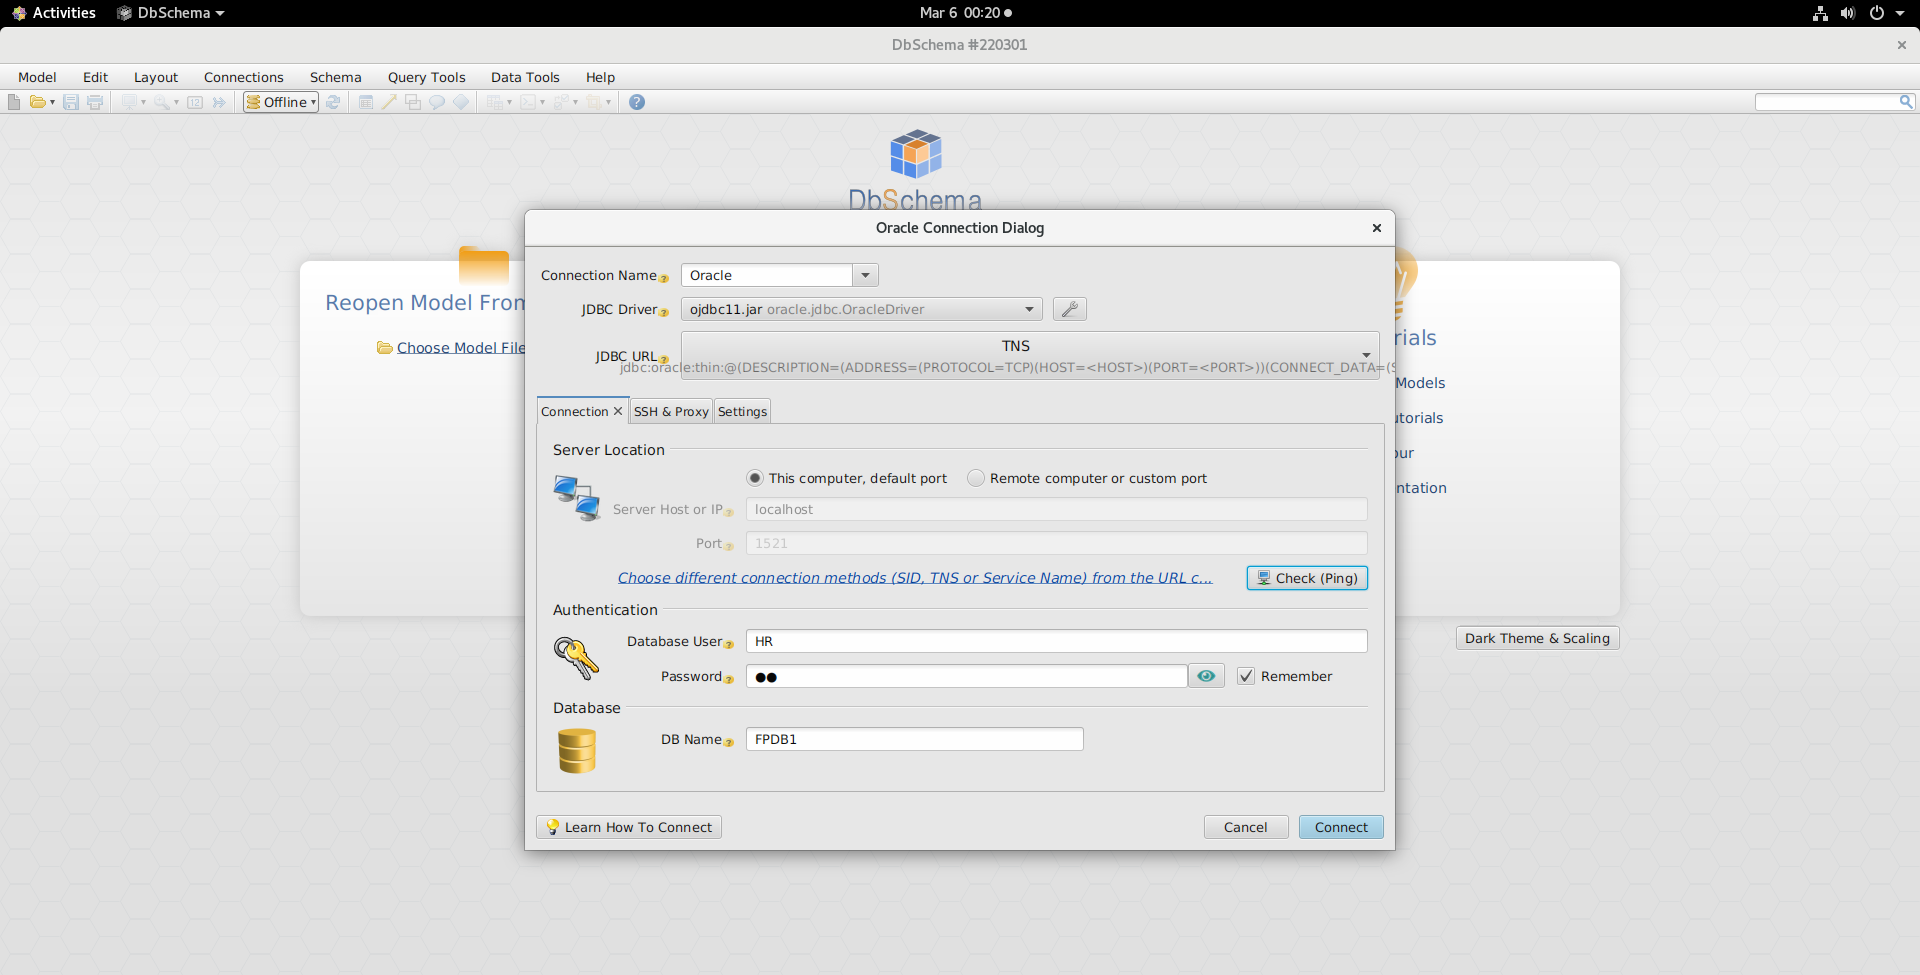 Activities DbSchema Mar 6 00:20
DbSchema #220301
Model Edit Layout Connections Schema Query Tools Data Tools Help
12 Offline
DbSchema
Oracle Connection Dialog
Connection Name Oracle
Reopen Model From
JDBC Driver ojdbc11.jar oracle.jdbc.OracleDriver
rials
Choose Model File
JDBC URL TNS
jdbc:oracle:thin:@(DESCRIPTION=(ADDRESS=(PROTOCOL=TCP)(HOST=<HOST>)(PORT=<PORT>))(CONNECT_DATA=(S
Models
Connection SSH & Proxy Settings
utorials
Server Location
our
This computer, default port Remote computer or custom port
ntation
Server Host or IP localhost
Port 1521
Choose different connection methods (SID, TNS or Service Name) from the URL c... Check (Ping)
Authentication
Database User HR
Dark Theme & Scaling
Password ●● Remember
Database
DB Name FPDB1
Learn How To Connect Cancel Connect